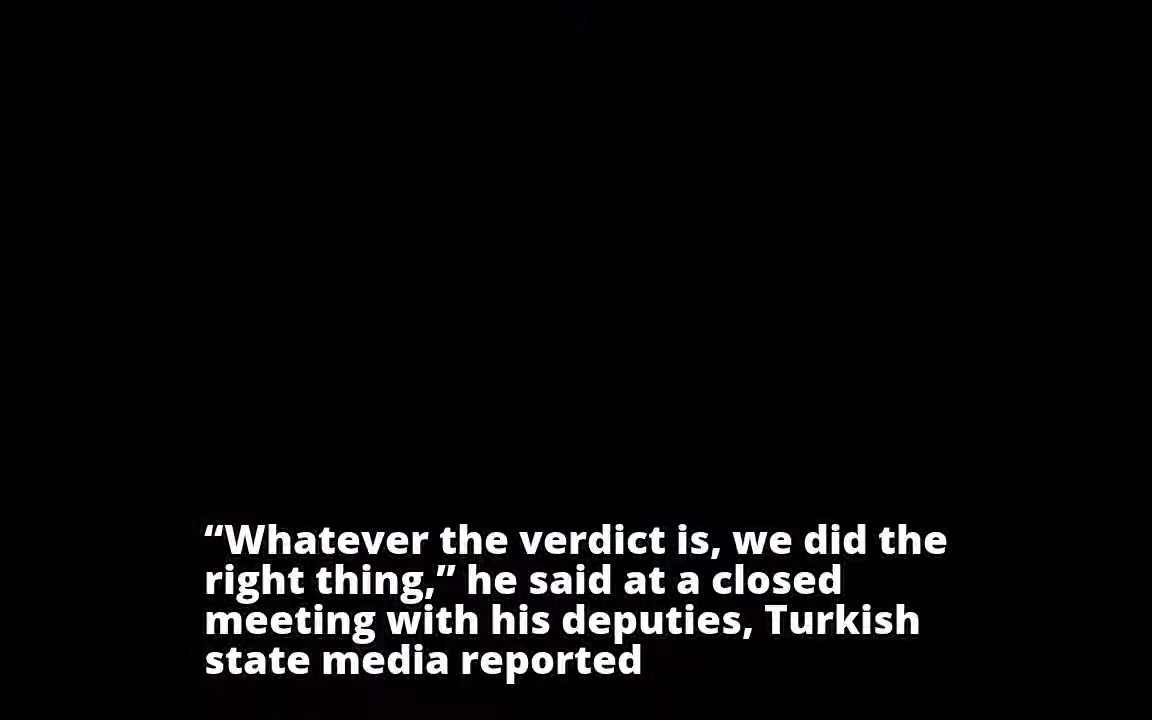 “Whatever the verdict is, we did the
right thing,” he said at a closed
meeting with his deputies, Turkish
state media reported